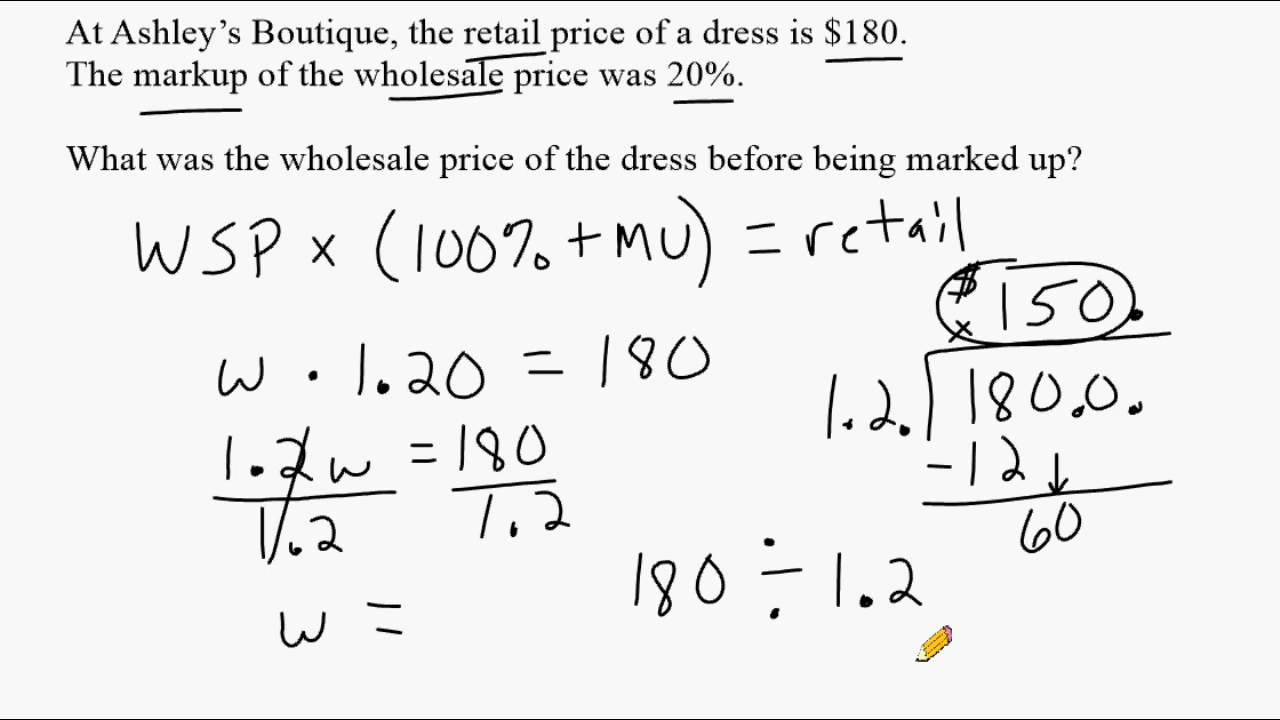 At Ashley’s Boutique, the retail price of a dress is $180.
The markup of the wholesale price was 20%.
What was the wholesale price of the dress before being marked up?
WSP x (100% + MU) = retail
w · 1.20 = 180
1.2w = 180
1.2 1.2
w =
180 ÷ 1.2
$
x 150.
1.2. 180.0.
-12↓
60